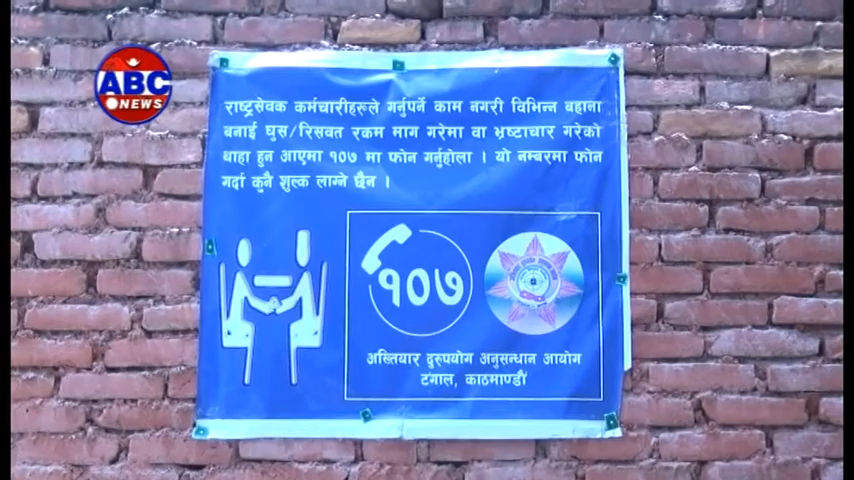 ABC
NEWS
राष्ट्रसेवक कर्मचारीहरूले गर्नुपर्ने काम नगरी विभिन्न बहाना
बनाई घुस/रिसवत रकम माग गरेमा वा भ्रष्टाचार गरेको
थाहा हुन आएमा १०७ मा फोन गर्नुहोला । यो नम्बरमा फोन
गर्दा कुनै शुल्क लाग्ने छैन ।
१०७
अख्तियार दुरुपयोग अनुसन्धान आयोग
टंगाल, काठमाण्डौं